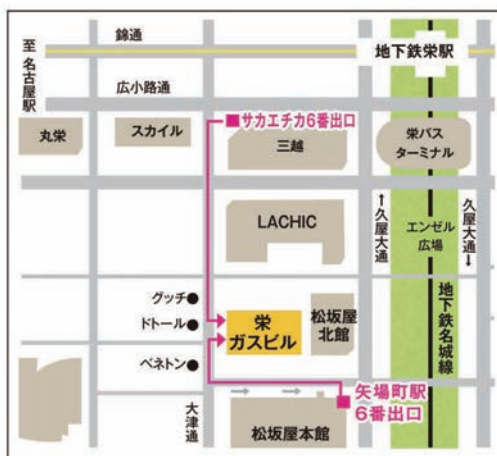 錦通
至 名古屋駅
地下鉄栄駅
広小路通
サカエチカ6番出口
丸栄
スカイル
三越
栄バス
ターミナル
LACHIC
↑久屋大通
エンゼル
広場
久屋大通↓
グッチ
ドトール
ベネトン
栄
ガスビル
松坂屋
北館
地下鉄名城線
大津通
矢場町駅
6番出口
松坂屋本館